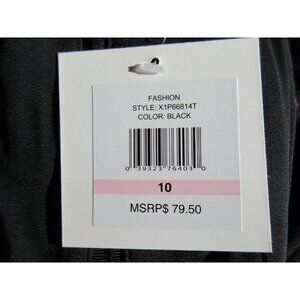 FASHION
STYLE: X1P66814T
COLOR: BLACK
0 39323 76403 0
10
MSRP$ 79.50